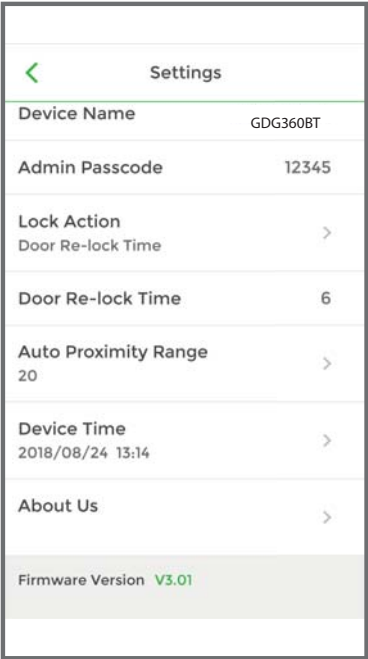 Settings
Device Name GDG360BT
Admin Passcode 12345
Lock Action
Door Re-lock Time
Door Re-lock Time 6
Auto Proximity Range
20
Device Time
2018/08/24 13:14
About Us
Firmware Version V3.01